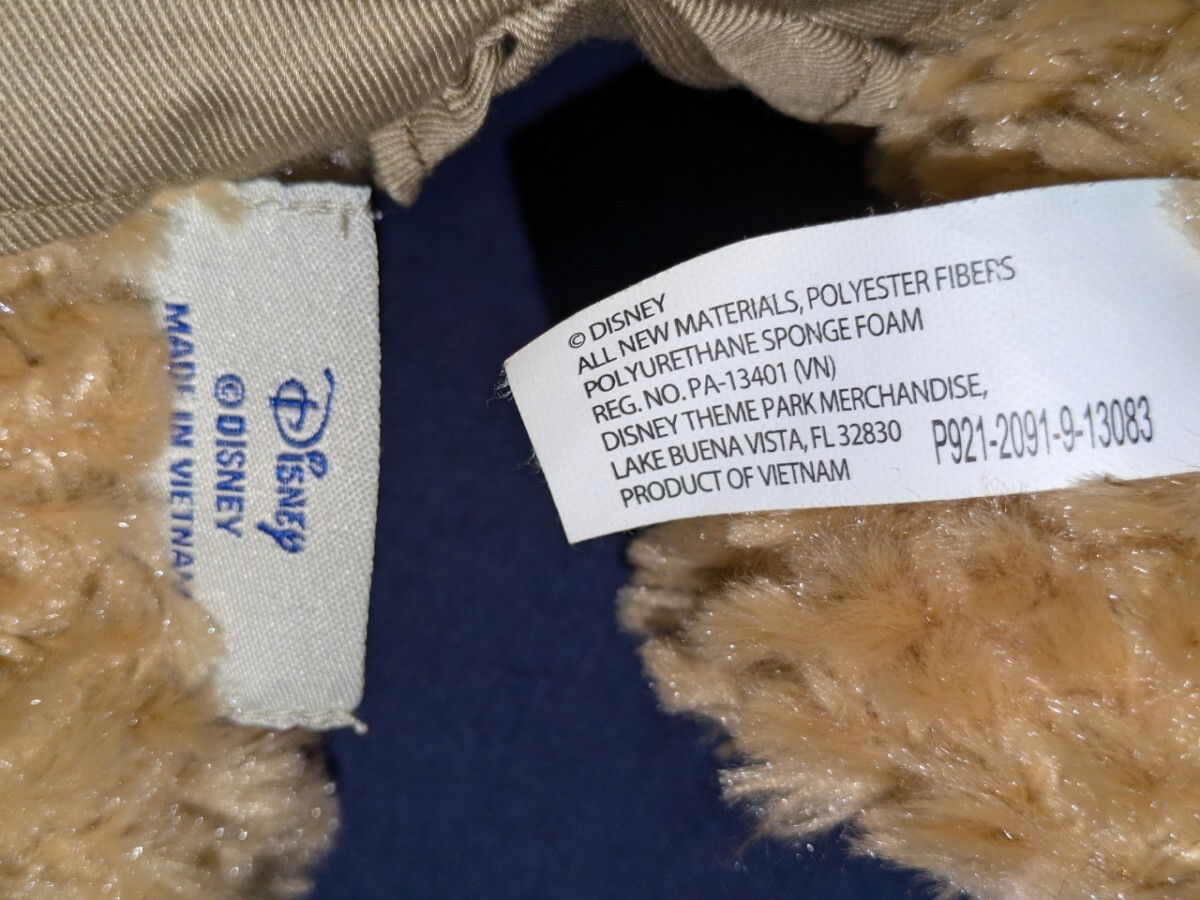 Disney
© DISNEY
MADE IN VIETNAM
© DISNEY
ALL NEW MATERIALS, POLYESTER FIBERS
POLYURETHANE SPONGE FOAM
REG. NO. PA-13401 (VN)
DISNEY THEME PARK MERCHANDISE,
LAKE BUENA VISTA, FL 32830
PRODUCT OF VIETNAM
P921-2091-9-13083